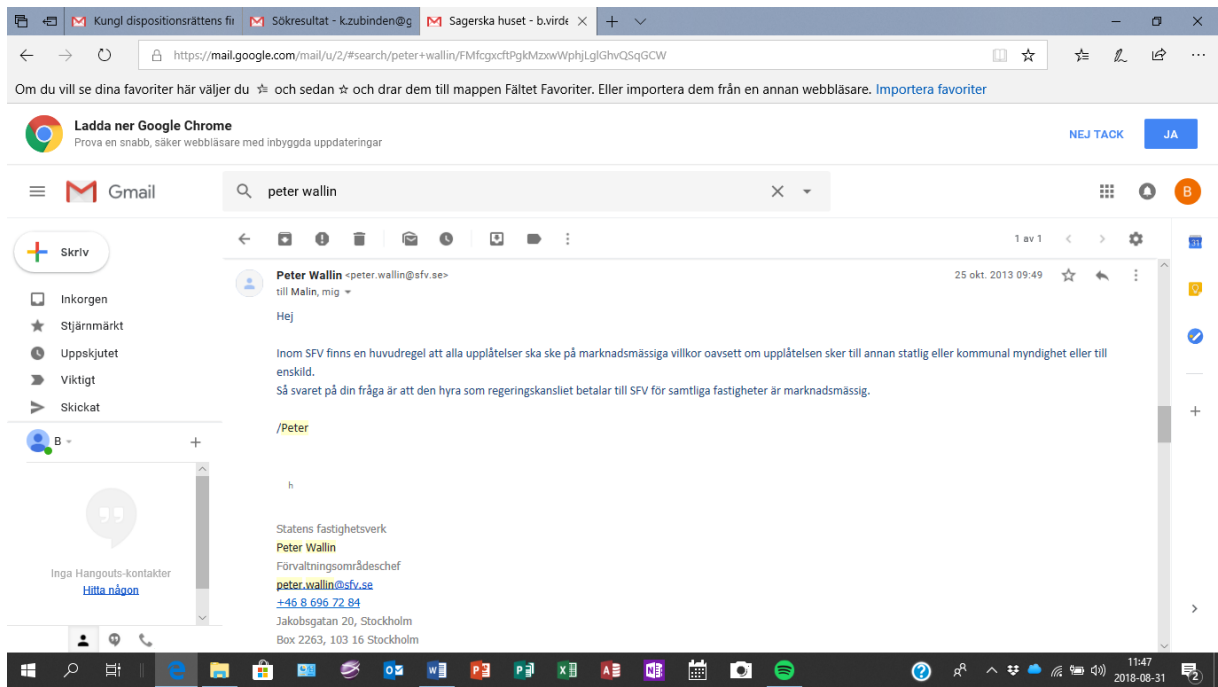 Kungl dispositionsrättens fir
Sökresultat - k.zubinden@g
Sagerska huset - b.virde
https://mail.google.com/mail/u/2/#search/peter+wallin/FMfcgxcftPgkMzxwWphjLglGhvQSqGCW
Om du vill se dina favoriter här väljer du och sedan och drar dem till mappen Fältet Favoriter. Eller importera dem från en annan webbläsare. Importera favoriter
Ladda ner Google Chrome
Prova en snabb, säker webbläsare med inbyggda uppdateringar
NEJ TACK
JA
Gmail
peter wallin
B
Skriv
1 av 1
31
Inkorgen
Stjärnmärkt
Uppskjutet
Viktigt
Skickat
B
Inga Hangouts-kontakter
Hitta någon
Peter Wallin <peter.wallin@sfv.se>
25 okt. 2013 09:49
till Malin, mig
Hej
Inom SFV finns en huvudregel att alla upplåtelser ska ske på marknadsmässiga villkor oavsett om upplåtelsen sker till annan statlig eller kommunal myndighet eller till
enskild.
Så svaret på din fråga är att den hyra som regeringskansliet betalar till SFV för samtliga fastigheter är marknadsmässig.
/Peter
h
Statens fastighetsverk
Peter Wallin
Förvaltningsområdeschef
peter.wallin@sfv.se
+46 8 696 72 84
Jakobsgatan 20, Stockholm
Box 2263, 103 16 Stockholm
11:47
2018-08-31
2